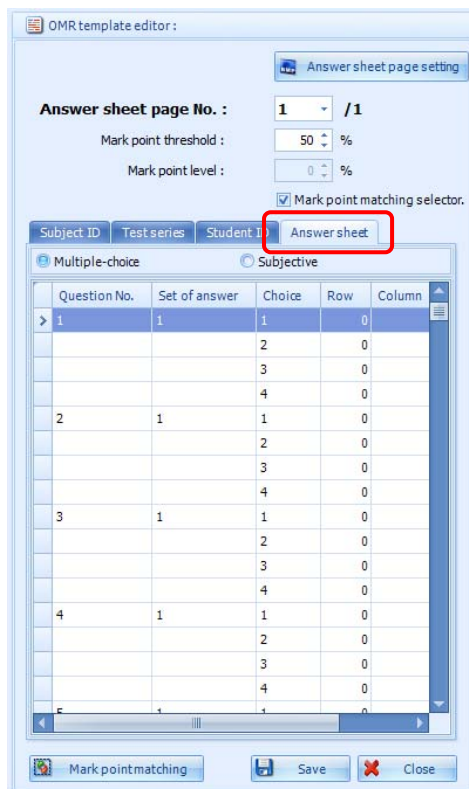 OMR template editor :
Answer sheet page setting
Answer sheet page No. : 1 /1
Mark point threshold : 50 %
Mark point level : 0 %
Mark point matching selector.
Subject ID Test series Student ID Answer sheet
Multiple-choice Subjective
Question No. Set of answer Choice Row Column
1 1 1 0
2 0
3 0
4 0
2 1 1 0
2 0
3 0
4 0
3 1 1 0
2 0
3 0
4 0
4 1 1 0
2 0
3 0
4 0
5 1 1 0
Mark point matching Save Close